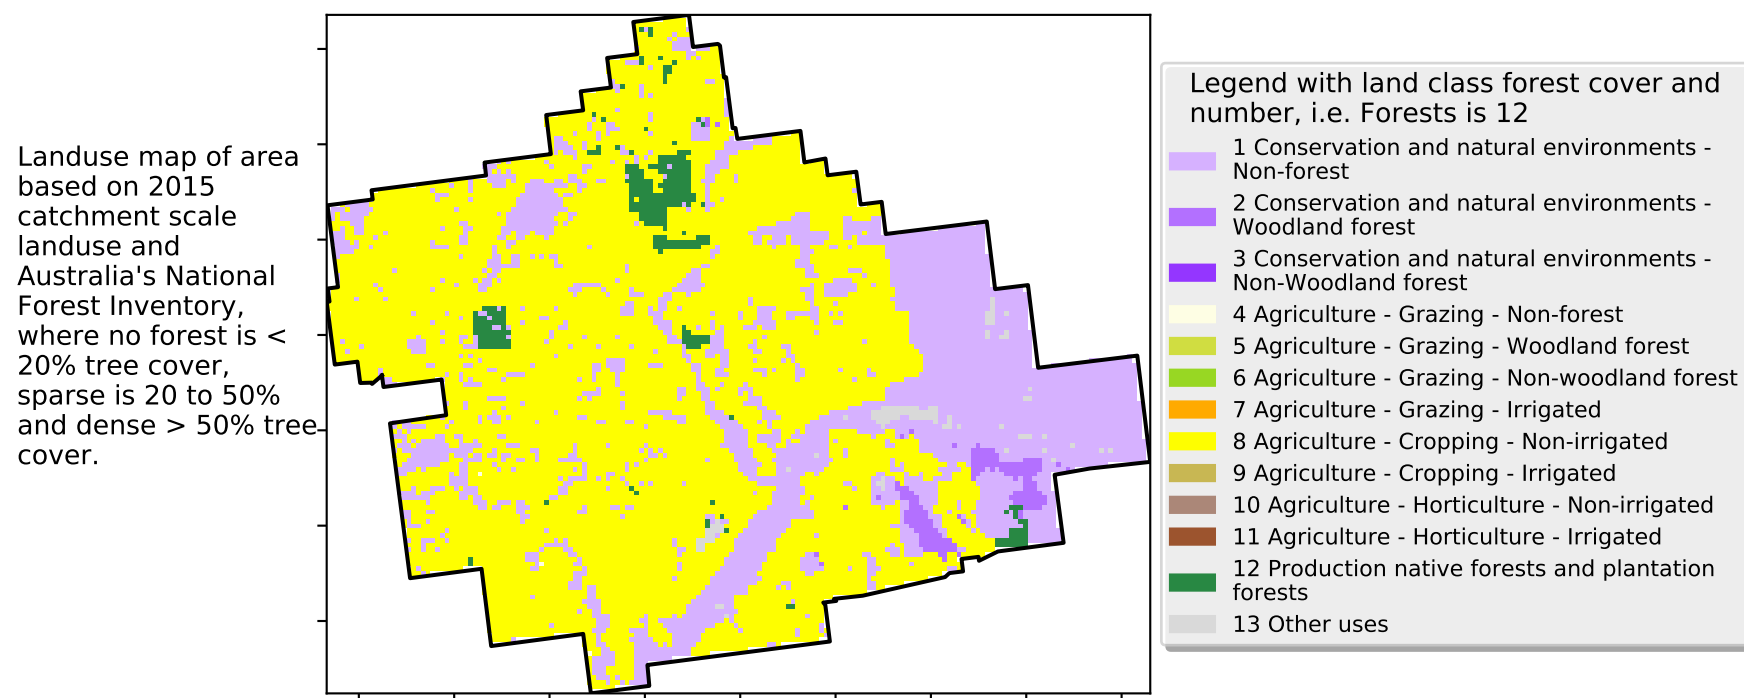 Landuse map of area
based on 2015
catchment scale
landuse and
Australia's National
Forest Inventory,
where no forest is <
20% tree cover,
sparse is 20 to 50%
and dense > 50% tree
cover.
Legend with land class forest cover and
number, i.e. Forests is 12
1 Conservation and natural environments -
Non-forest
2 Conservation and natural environments -
Woodland forest
3 Conservation and natural environments -
Non-Woodland forest
4 Agriculture - Grazing - Non-forest
5 Agriculture - Grazing - Woodland forest
6 Agriculture - Grazing - Non-woodland forest
7 Agriculture - Grazing - Irrigated
8 Agriculture - Cropping - Non-irrigated
9 Agriculture - Cropping - Irrigated
10 Agriculture - Horticulture - Non-irrigated
11 Agriculture - Horticulture - Irrigated
12 Production native forests and plantation
forests
13 Other uses